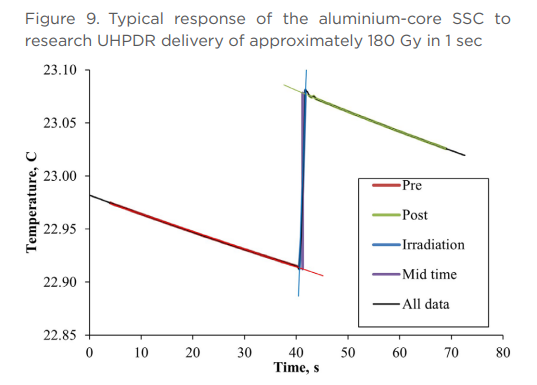 Figure 9. Typical response of the aluminium-core SSC to
research UHPDR delivery of approximately 180 Gy in 1 sec
23.10
23.05
23.00
22.95
22.90
22.85
Temperature, C
Pre
Post
Irradiation
Mid time
All data
0 10 20 30 40 50 60 70 80
Time, s